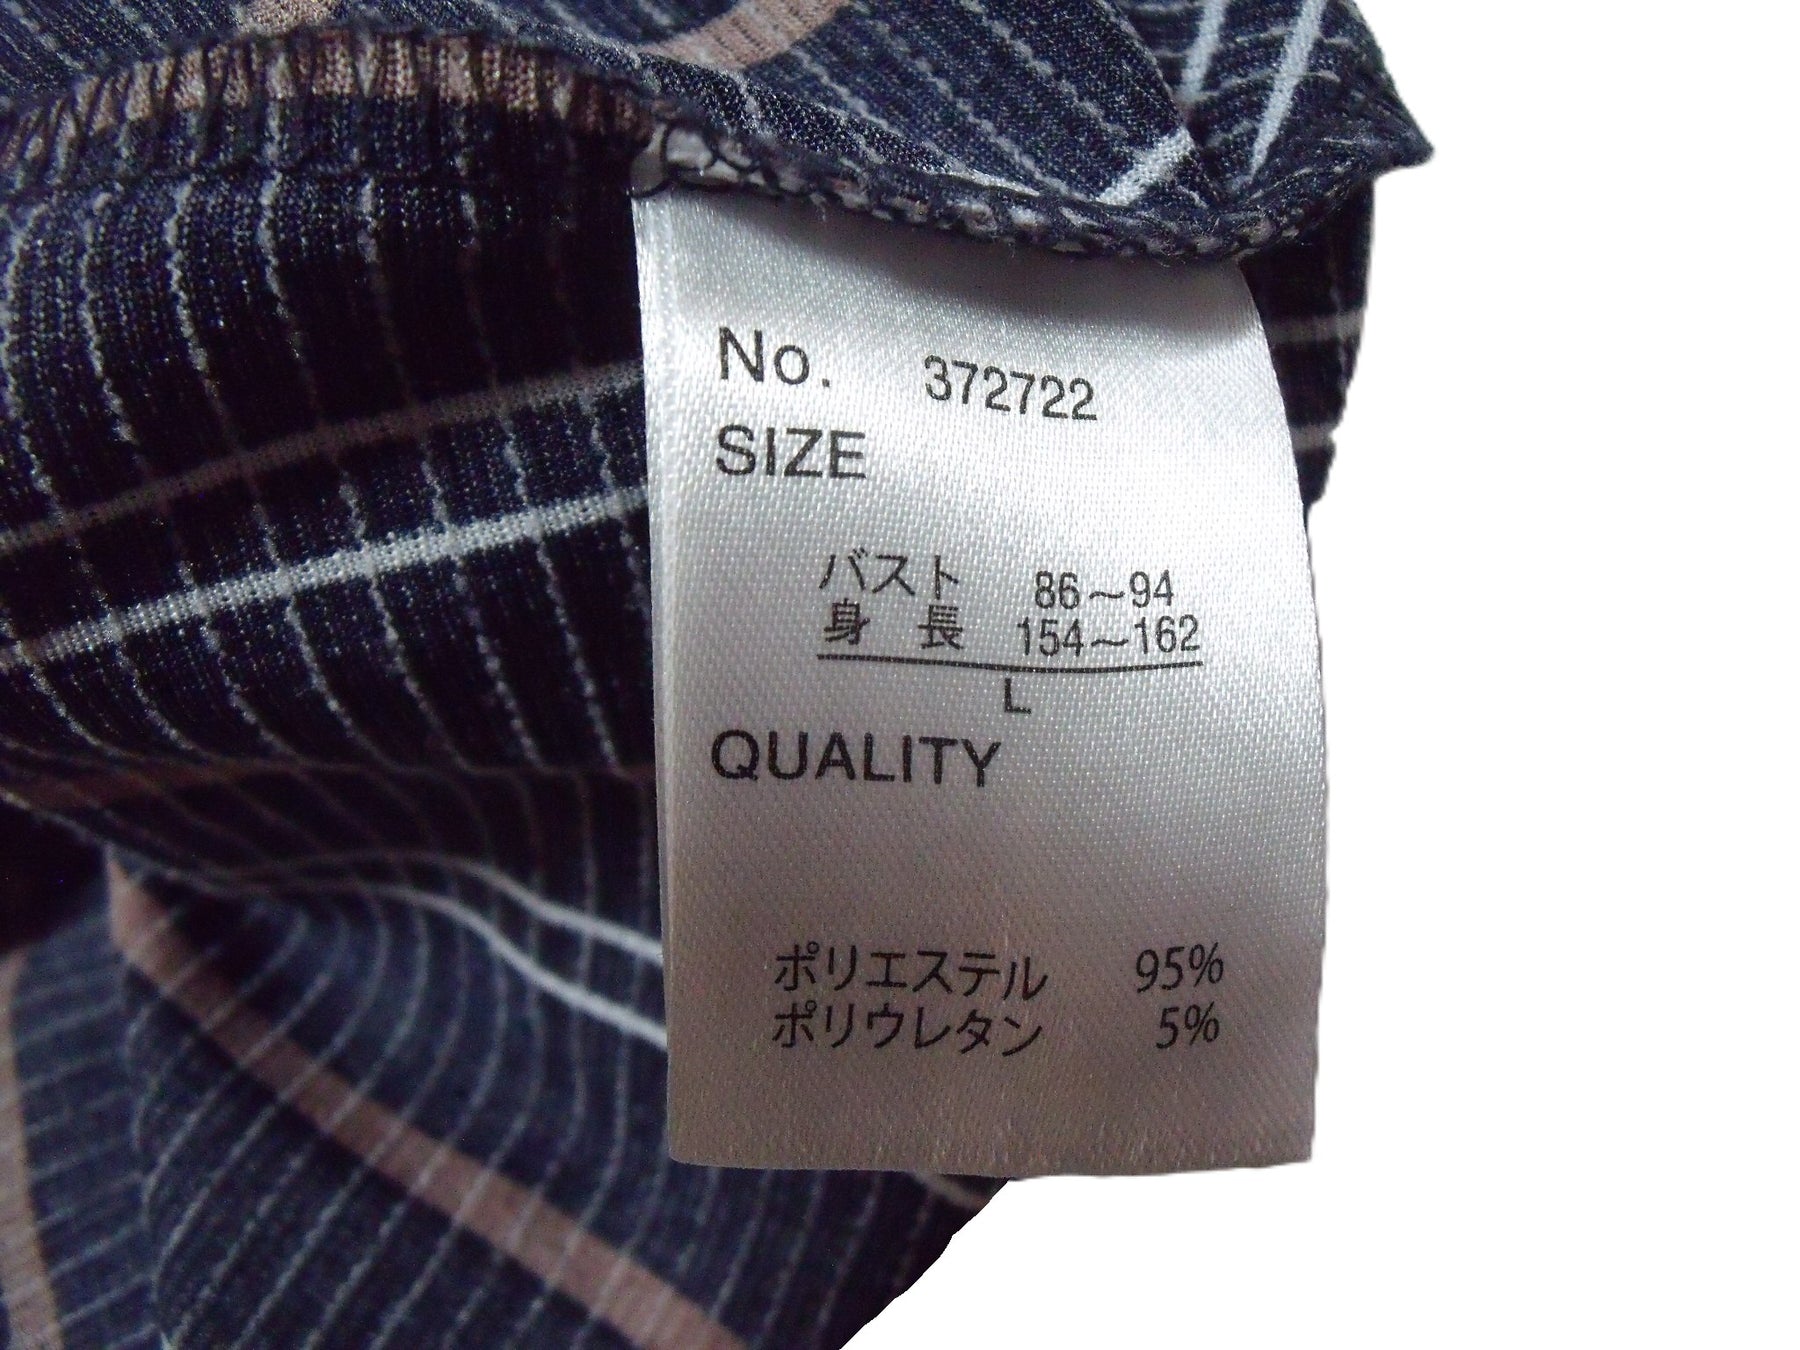 No. 372722
SIZE
バスト 86～94
身 長 154～162
L
QUALITY
ポリエステル 95%
ポリウレタン 5%